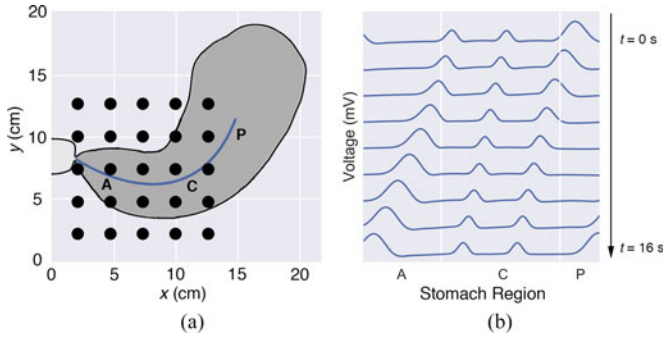 20
15
10
5
0
y (cm)
P
A
C
0
5
10
15
20
x (cm)
(a)
Voltage (mV)
t = 0 s
t = 16 s
A
C
P
Stomach Region
(b)